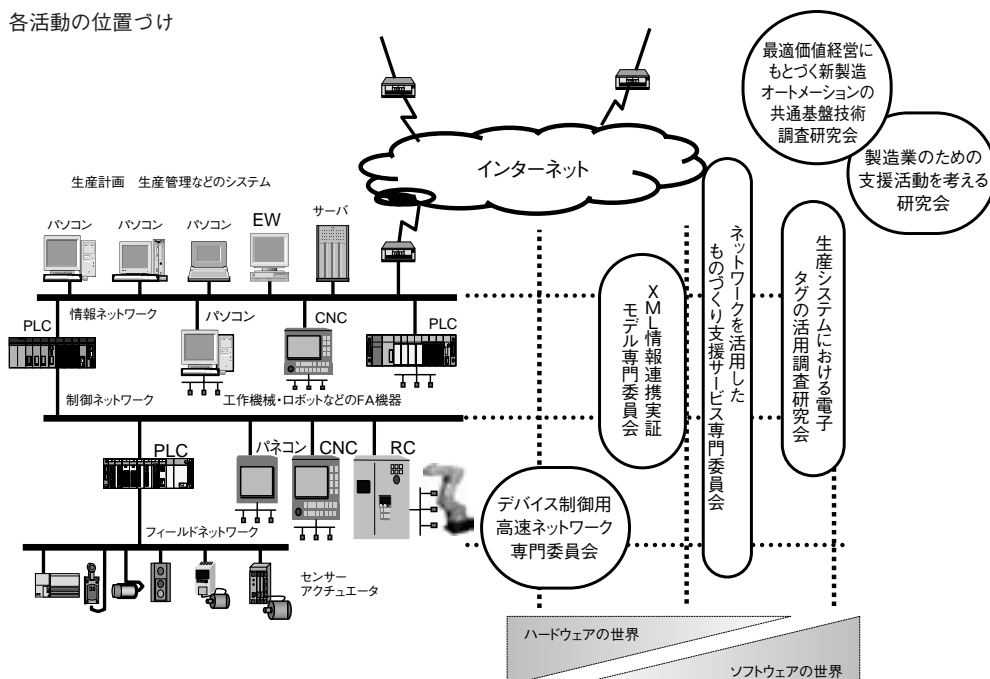 各活動の位置づけ
最適価値経営に
もとづく新製造
オートメーションの
共通基盤技術
調査研究会
製造業のための
支援活動を考える
研究会
インターネット
生産計画　生産管理などのシステム
パソコン
パソコン
パソコン
EW
サーバ
情報ネットワーク
PLC
パソコン
CNC
PLC
制御ネットワーク
工作機械・ロボットなどのFA機器
PLC
パネコン
CNC
RC
フィールドネットワーク
センサー
アクチュエータ
デバイス制御用
高速ネットワーク
専門委員会
XML情報連携実証
モデル専門委員会
ネットワークを活用した
ものづくり支援サービス専門委員会
生産システムにおける電子
タグの活用調査研究会
ハードウェアの世界
ソフトウェアの世界